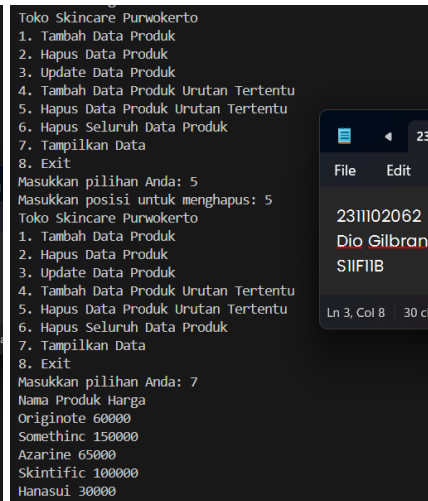 Toko Skincare Purwokerto
1. Tambah Data Produk
2. Hapus Data Produk
3. Update Data Produk
4. Tambah Data Produk Urutan Tertentu
5. Hapus Data Produk Urutan Tertentu
6. Hapus Seluruh Data Produk
7. Tampilkan Data
8. Exit
Masukkan pilihan Anda: 5
Masukkan posisi untuk menghapus: 5
Toko Skincare Purwokerto
1. Tambah Data Produk
2. Hapus Data Produk
3. Update Data Produk
4. Tambah Data Produk Urutan Tertentu
5. Hapus Data Produk Urutan Tertentu
6. Hapus Seluruh Data Produk
7. Tampilkan Data
8. Exit
Masukkan pilihan Anda: 7
Nama Produk Harga
Originote 60000
Somethinc 150000
Azarine 65000
Skintific 100000
Hanasui 30000
23
File Edit
2311102062
Dio Gilbran
S1IF11B
Ln 3, Col 8 30 c